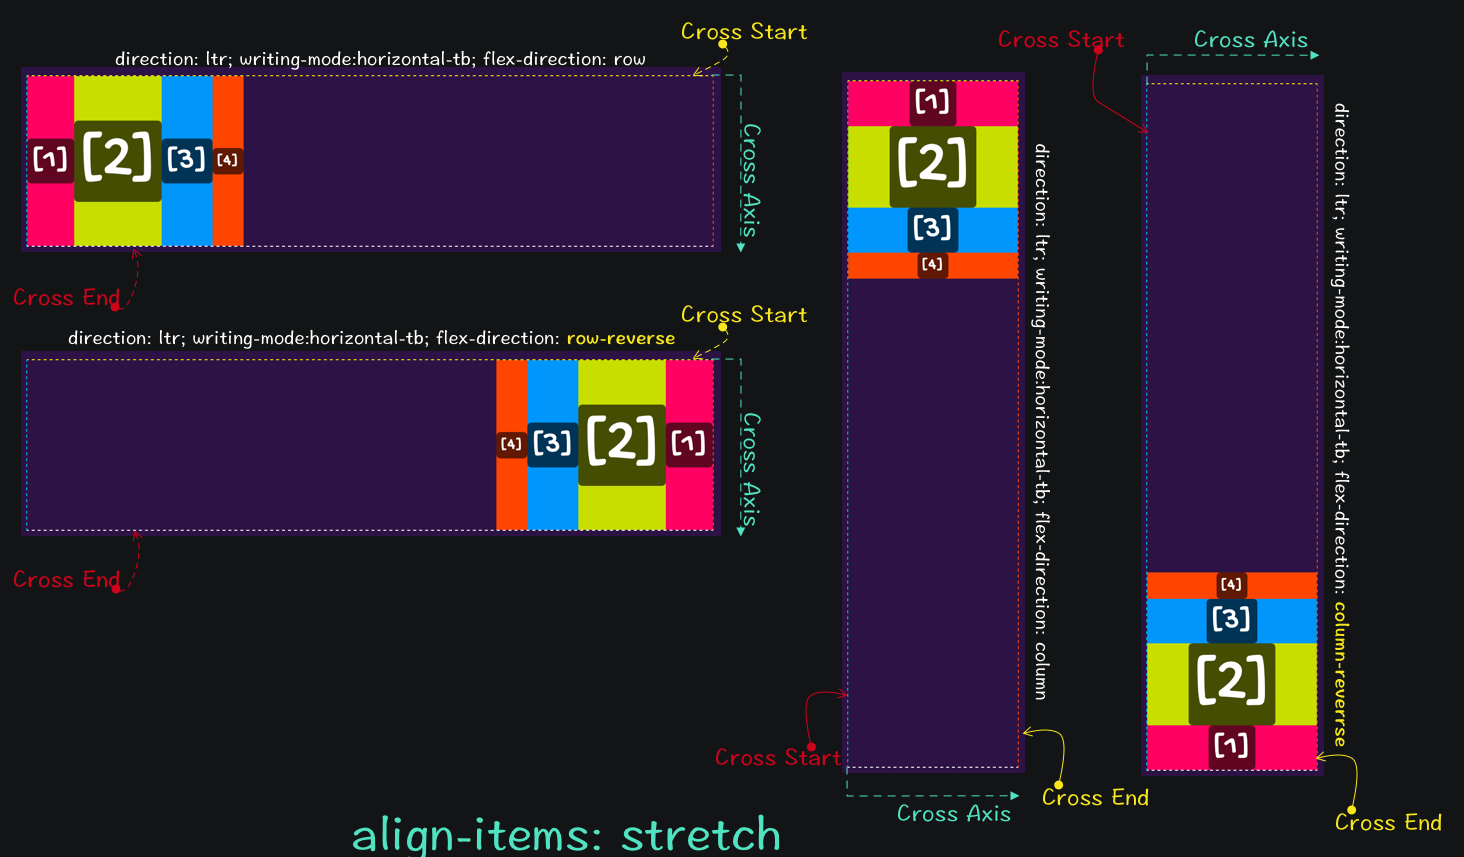 Cross Start
direction: ltr; writing-mode:horizontal-tb; flex-direction: row
[1] [2] [3] [4]
Cross Axis
Cross End
Cross Start
direction: ltr; writing-mode:horizontal-tb; flex-direction: row-reverse
[4] [3] [2] [1]
Cross Axis
Cross End
[1]
[2]
[3]
[4]
direction: ltr; writing-mode:horizontal-tb; flex-direction: column
Cross Start
Cross End
Cross Axis
Cross Start
Cross Axis
direction: ltr; writing-mode:horizontal-tb; flex-direction: column-reverrse
[4]
[3]
[2]
[1]
Cross End
align-items: stretch